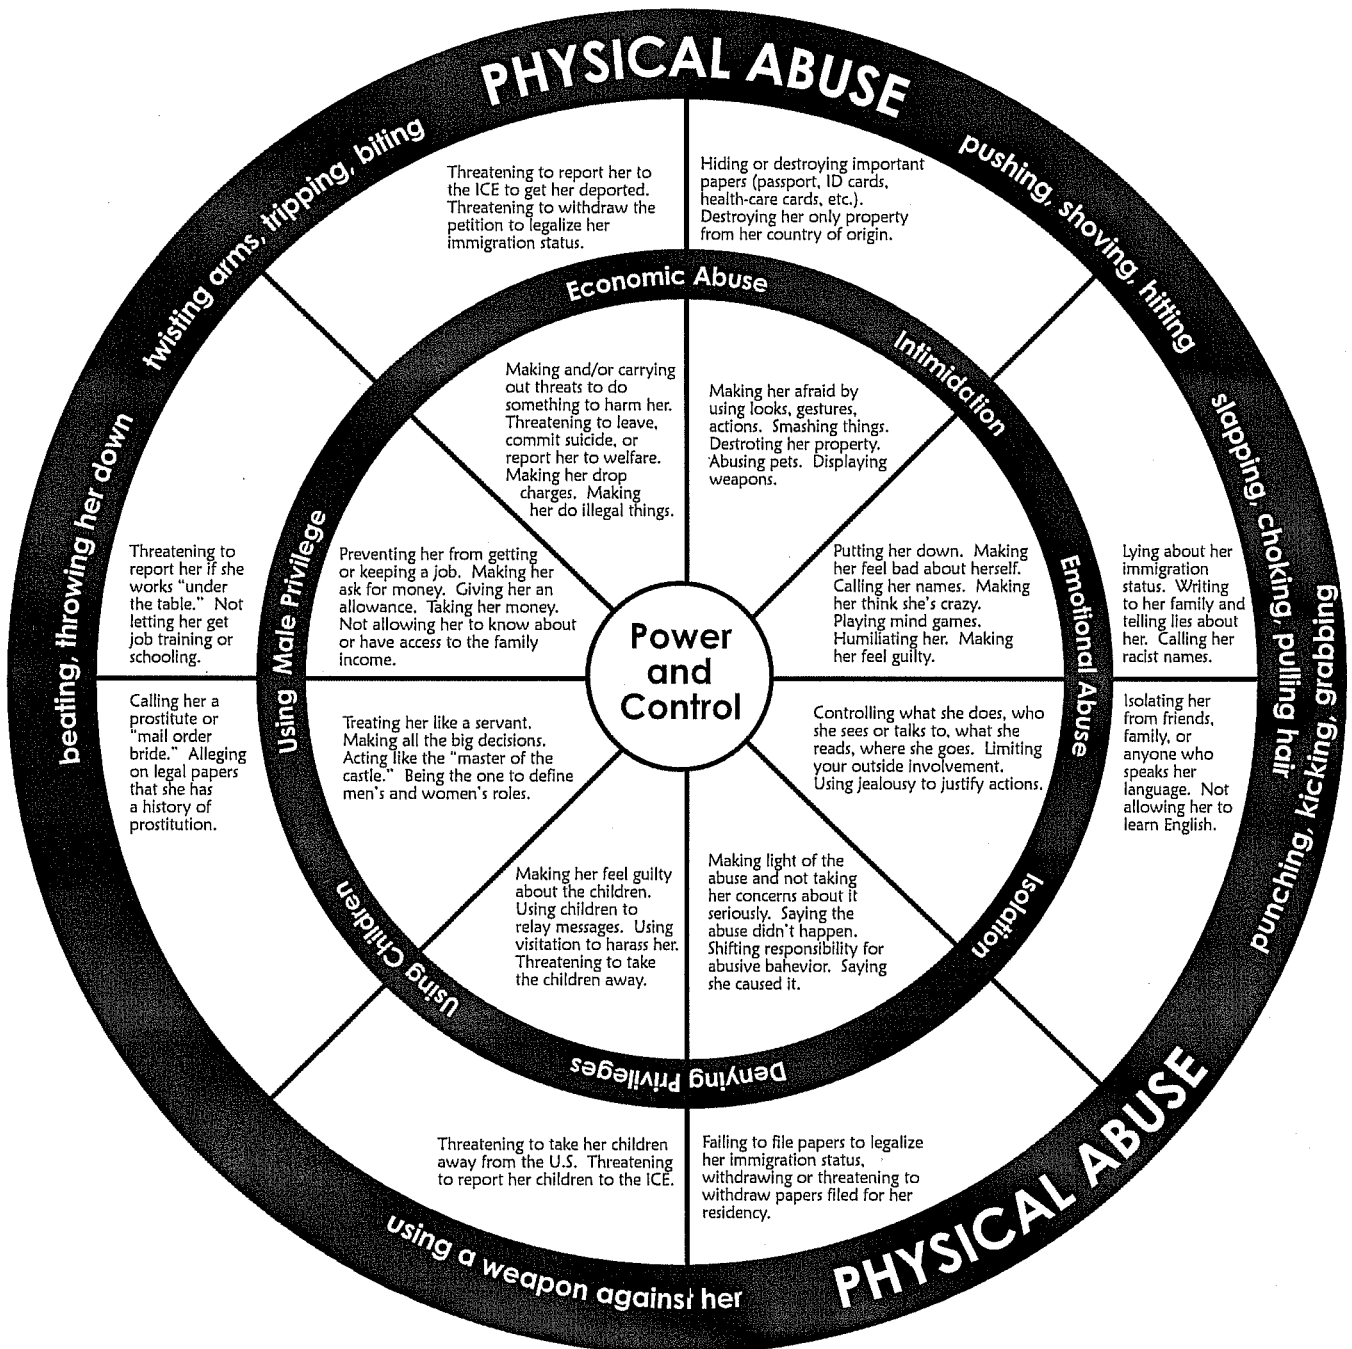 PHYSICAL ABUSE
twisting arms, tripping, biting
pushing, shoving, hitting
slapping, choking, pulling hair
punching, kicking, grabbing
beating, throwing her down
Threatening to report her to
the ICE to get her deported.
Threatening to withdraw the
petition to legalize her
immigration status.
Hiding or destroying important
papers (passport, ID cards,
health-care cards, etc.).
Destroying her only property
from her country of origin.
Economic Abuse
Intimidation
Emotional Abuse
Isolation
Denying Privileges
Using Children
Using Male Privilege
Making and/or carrying
out threats to do
something to harm her.
Threatening to leave,
commit suicide, or
report her to welfare.
Making her drop
charges. Making
her do illegal things.
Making her afraid by
using looks, gestures,
actions. Smashing things.
Destroting her property.
Abusing pets. Displaying
weapons.
Threatening to
report her if she
works "under
the table." Not
letting her get
job training or
schooling.
Preventing her from getting
or keeping a job. Making her
ask for money. Giving her an
allowance. Taking her money.
Not allowing her to know about
or have access to the family
income.
Power
and
Control
Putting her down. Making
her feel bad about herself.
Calling her names. Making
her think she's crazy.
Playing mind games.
Humiliating her. Making
her feel guilty.
Lying about her
immigration
status. Writing
to her family and
telling lies about
her. Calling her
racist names.
Calling her a
prostitute or
"mail order
bride." Alleging
on legal papers
that she has
a history of
prostitution.
Treating her like a servant.
Making all the big decisions.
Acting like the "master of the
castle." Being the one to define
men's and women's roles.
Controlling what she does, who
she sees or talks to, what she
reads, where she goes. Limiting
your outside involvement.
Using jealousy to justify actions.
Isolating her
from friends,
family, or
anyone who
speaks her
language. Not
allowing her to
learn English.
Making her feel guilty
about the children.
Using children to
relay messages. Using
visitation to harass her.
Threatening to take
the children away.
Making light of the
abuse and not taking
her concerns about it
seriously. Saying the
abuse didn't happen.
Shifting responsibility for
abusive bahevior. Saying
she caused it.
Threatening to take her children
away from the U.S. Threatening
to report her children to the ICE.
Failing to file papers to legalize
her immigration status,
withdrawing or threatening to
withdraw papers filed for her
residency.
using a weapon against her
PHYSICAL ABUSE